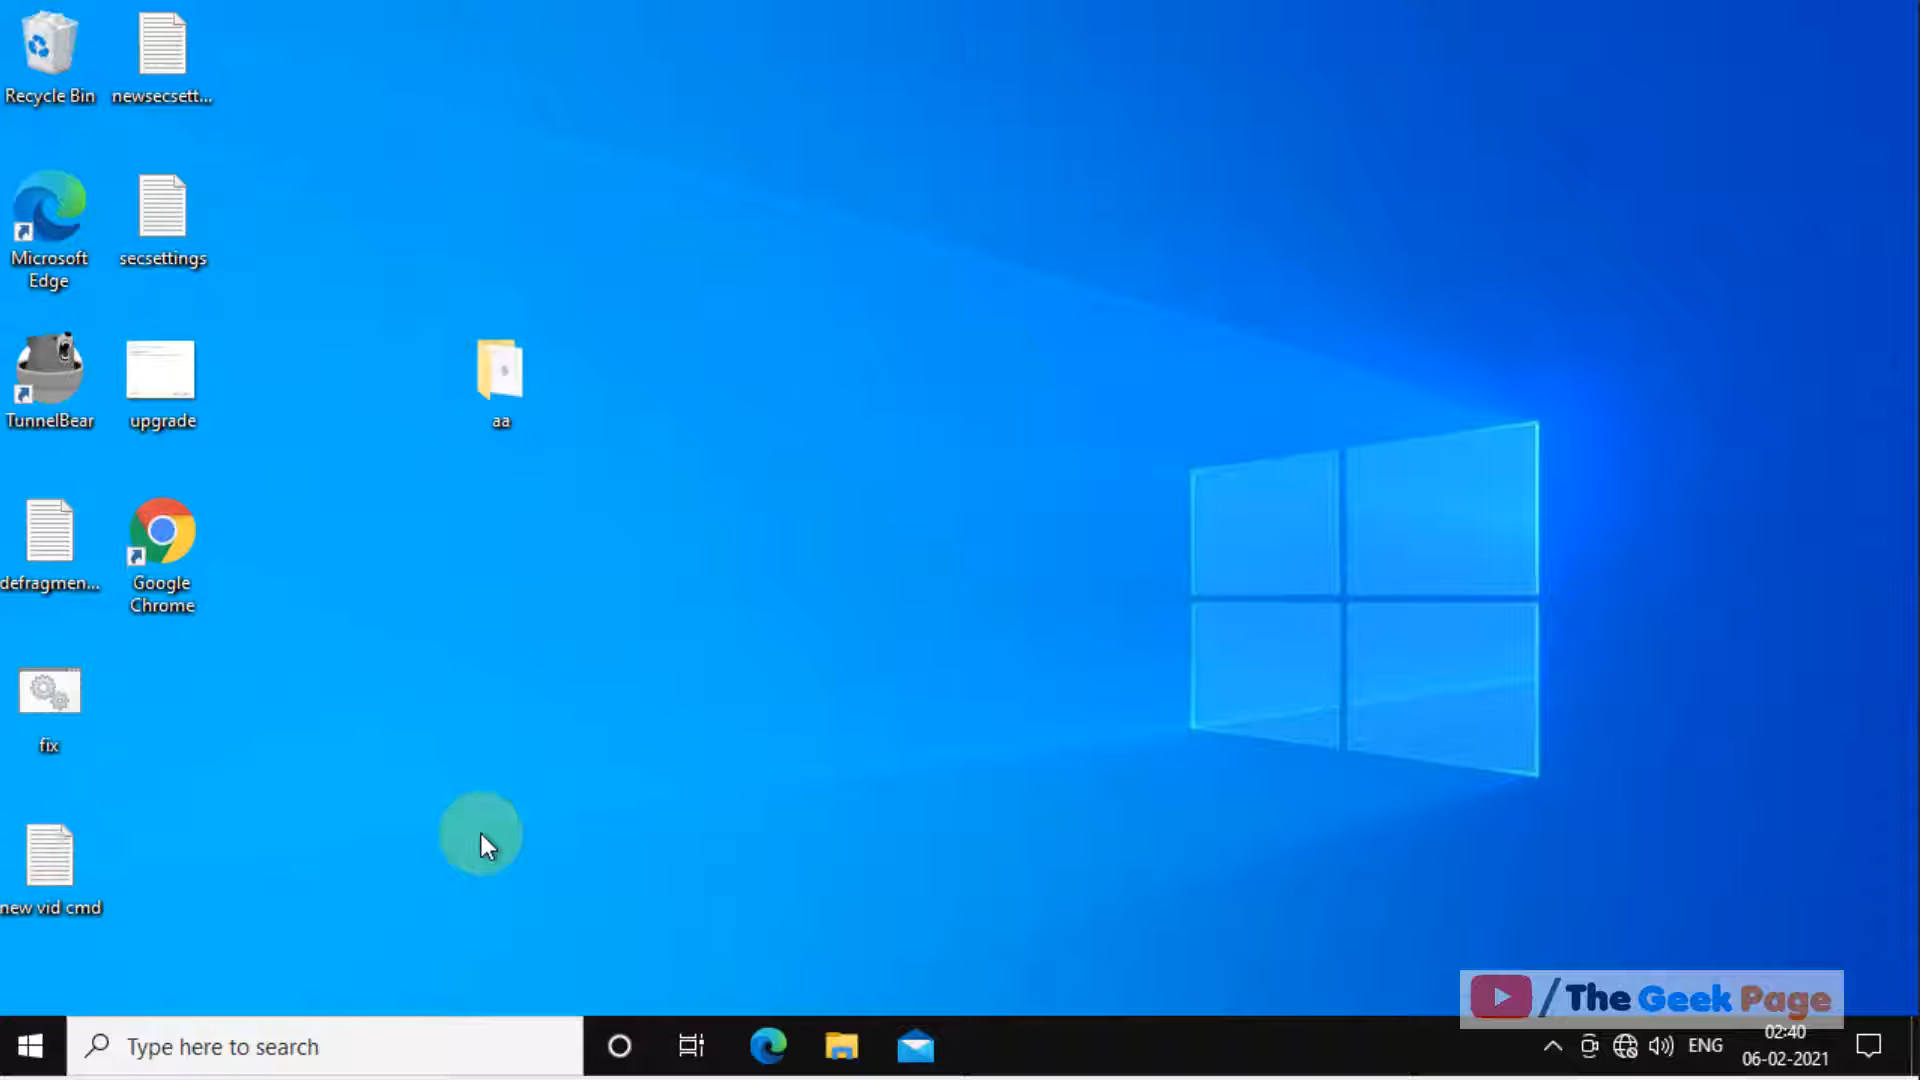 Recycle Bin
newsecsett...
Microsoft
Edge
secsettings
TunnelBear
upgrade
aa
defragmen...
Google
Chrome
fix
new vid cmd
/The Geek Page
Type here to search
ENG
02:40
06-02-2021